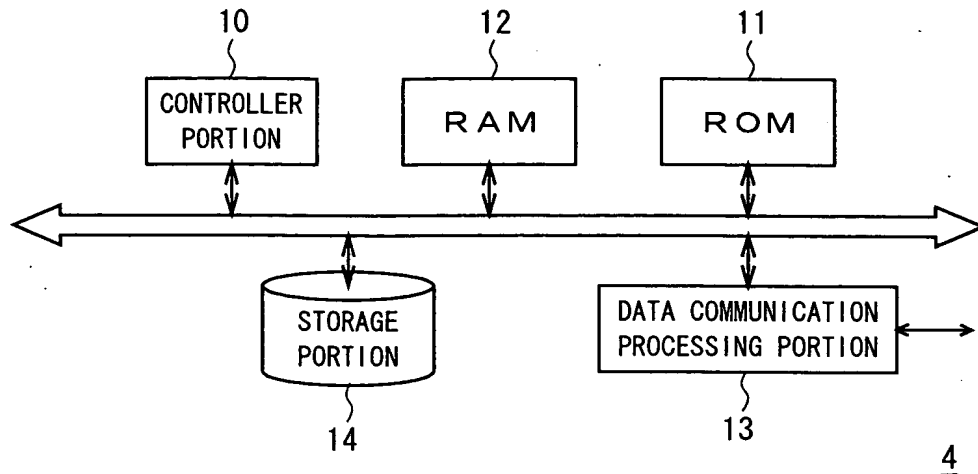 10
12
11
CONTROLLER
PORTION
RAM
ROM
STORAGE
PORTION
DATA COMMUNICATION
PROCESSING PORTION
14
13
4